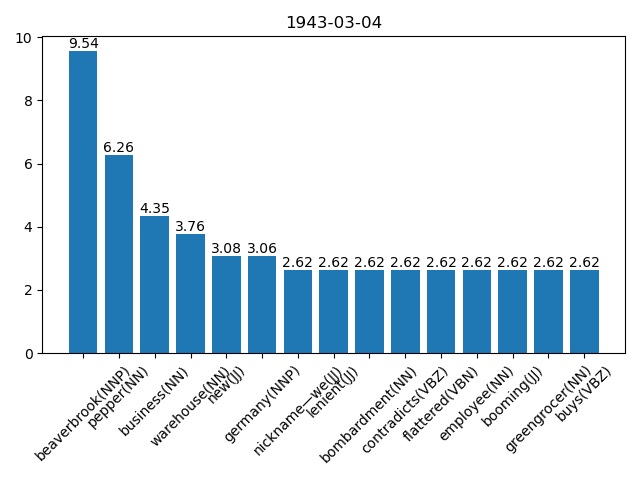 1943-03-04
10
8
6
4
2
0
9.54
6.26
4.35
3.76
3.08
3.06
2.62
2.62
2.62
2.62
2.62
2.62
2.62
2.62
2.62
beaverbrook(NNP)
pepper(NN)
business(NN)
warehouse(NN)
new(JJ)
germany(NNP)
nickname—we(JJ)
lenient(JJ)
bombardment(NN)
contradicts(VBZ)
flattered(VBN)
employee(NN)
booming(JJ)
greengrocer(NN)
buys(VBZ)